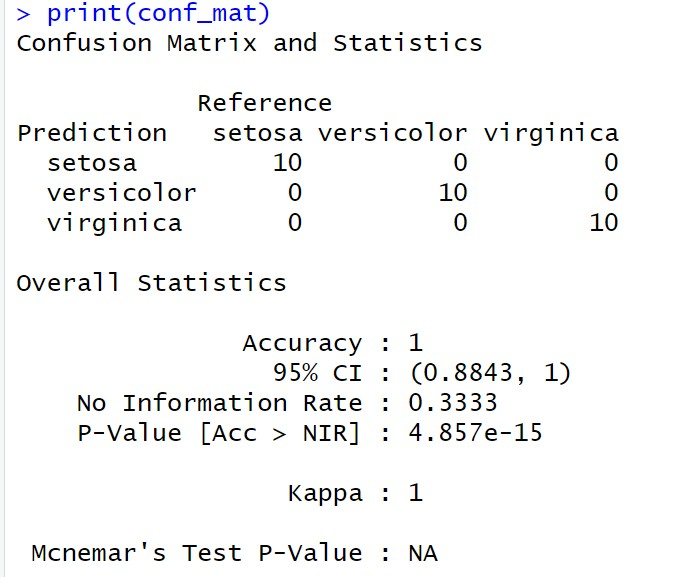 > print(conf_mat)
Confusion Matrix and Statistics
Reference
Prediction setosa versicolor virginica
setosa 10 0 0
versicolor 0 10 0
virginica 0 0 10
Overall Statistics
Accuracy : 1
95% CI : (0.8843, 1)
No Information Rate : 0.3333
P-Value [Acc > NIR] : 4.857e-15
Kappa : 1
Mcnemar's Test P-Value : NA